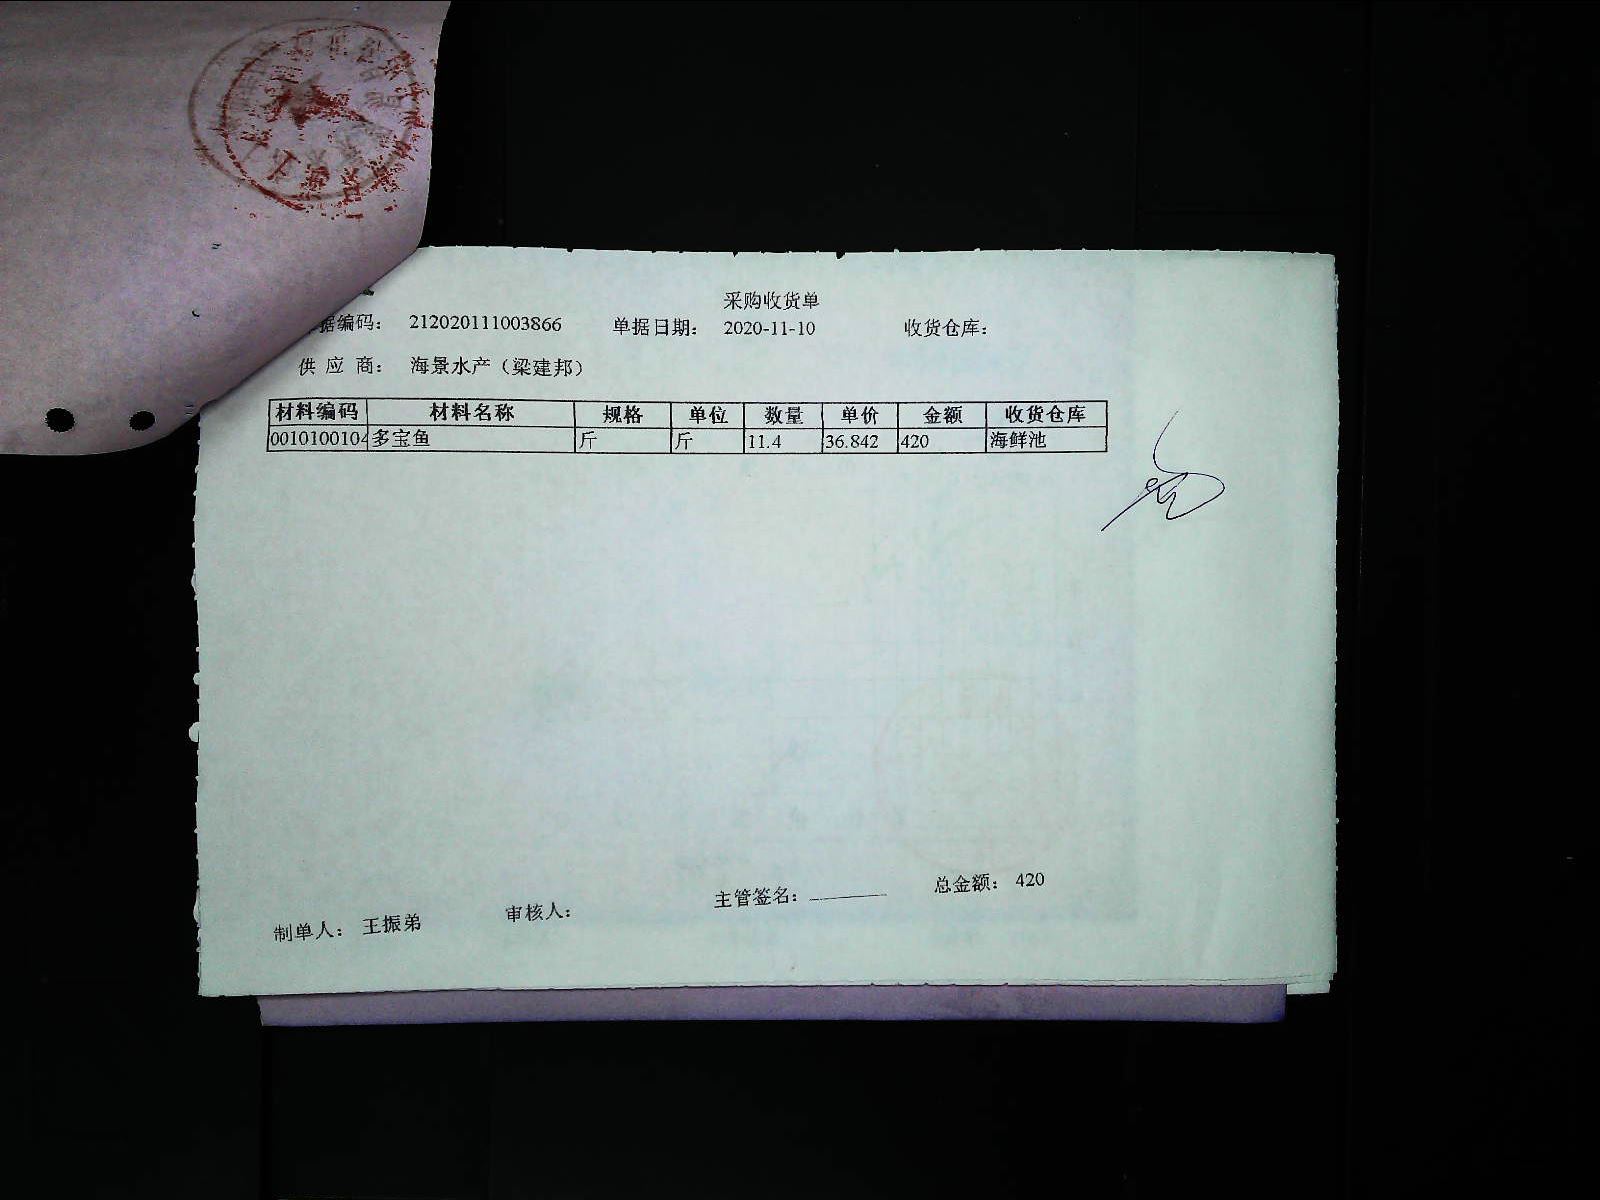 采购收货单
据编码： 212020111003866 单据日期： 2020-11-10 收货仓库：
供 应 商： 海景水产（梁建邦）
材料编码 材料名称 规格 单位 数量 单价 金额 收货仓库
0010100104 多宝鱼 斤 斤 11.4 36.842 420 海鲜池
制单人： 王振弟 审核人： 主管签名： 总金额： 420